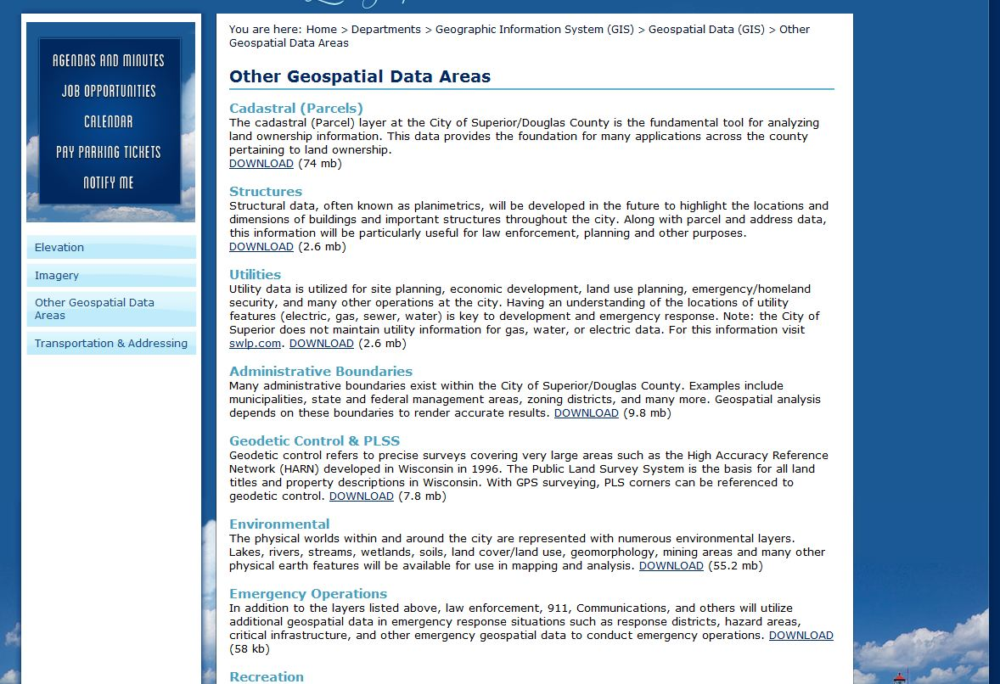 You are here: Home > Departments > Geographic Information System (GIS) > Geospatial Data (GIS) > Other
Geospatial Data Areas
AGENDAS AND MINUTES
JOB OPPORTUNITIES
CALENDAR
PAY PARKING TICKETS
NOTIFY ME
Elevation
Imagery
Other Geospatial Data
Areas
Transportation & Addressing
Other Geospatial Data Areas
Cadastral (Parcels)
The cadastral (Parcel) layer at the City of Superior/Douglas County is the fundamental tool for analyzing
land ownership information. This data provides the foundation for many applications across the county
pertaining to land ownership.
DOWNLOAD (74 mb)
Structures
Structural data, often known as planimetrics, will be developed in the future to highlight the locations and
dimensions of buildings and important structures throughout the city. Along with parcel and address data,
this information will be particularly useful for law enforcement, planning and other purposes.
DOWNLOAD (2.6 mb)
Utilities
Utility data is utilized for site planning, economic development, land use planning, emergency/homeland
security, and many other operations at the city. Having an understanding of the locations of utility
features (electric, gas, sewer, water) is key to development and emergency response. Note: the City of
Superior does not maintain utility information for gas, water, or electric data. For this information visit
swlp.com. DOWNLOAD (2.6 mb)
Administrative Boundaries
Many administrative boundaries exist within the City of Superior/Douglas County. Examples include
municipalities, state and federal management areas, zoning districts, and many more. Geospatial analysis
depends on these boundaries to render accurate results. DOWNLOAD (9.8 mb)
Geodetic Control & PLSS
Geodetic control refers to precise surveys covering very large areas such as the High Accuracy Reference
Network (HARN) developed in Wisconsin in 1996. The Public Land Survey System is the basis for all land
titles and property descriptions in Wisconsin. With GPS surveying, PLS corners can be referenced to
geodetic control. DOWNLOAD (7.8 mb)
Environmental
The physical worlds within and around the city are represented with numerous environmental layers.
Lakes, rivers, streams, wetlands, soils, land cover/land use, geomorphology, mining areas and many other
physical earth features will be available for use in mapping and analysis. DOWNLOAD (55.2 mb)
Emergency Operations
In addition to the layers listed above, law enforcement, 911, Communications, and others will utilize
additional geospatial data in emergency response situations such as response districts, hazard areas,
critical infrastructure, and other emergency geospatial data to conduct emergency operations. DOWNLOAD
(58 kb)
Recreation